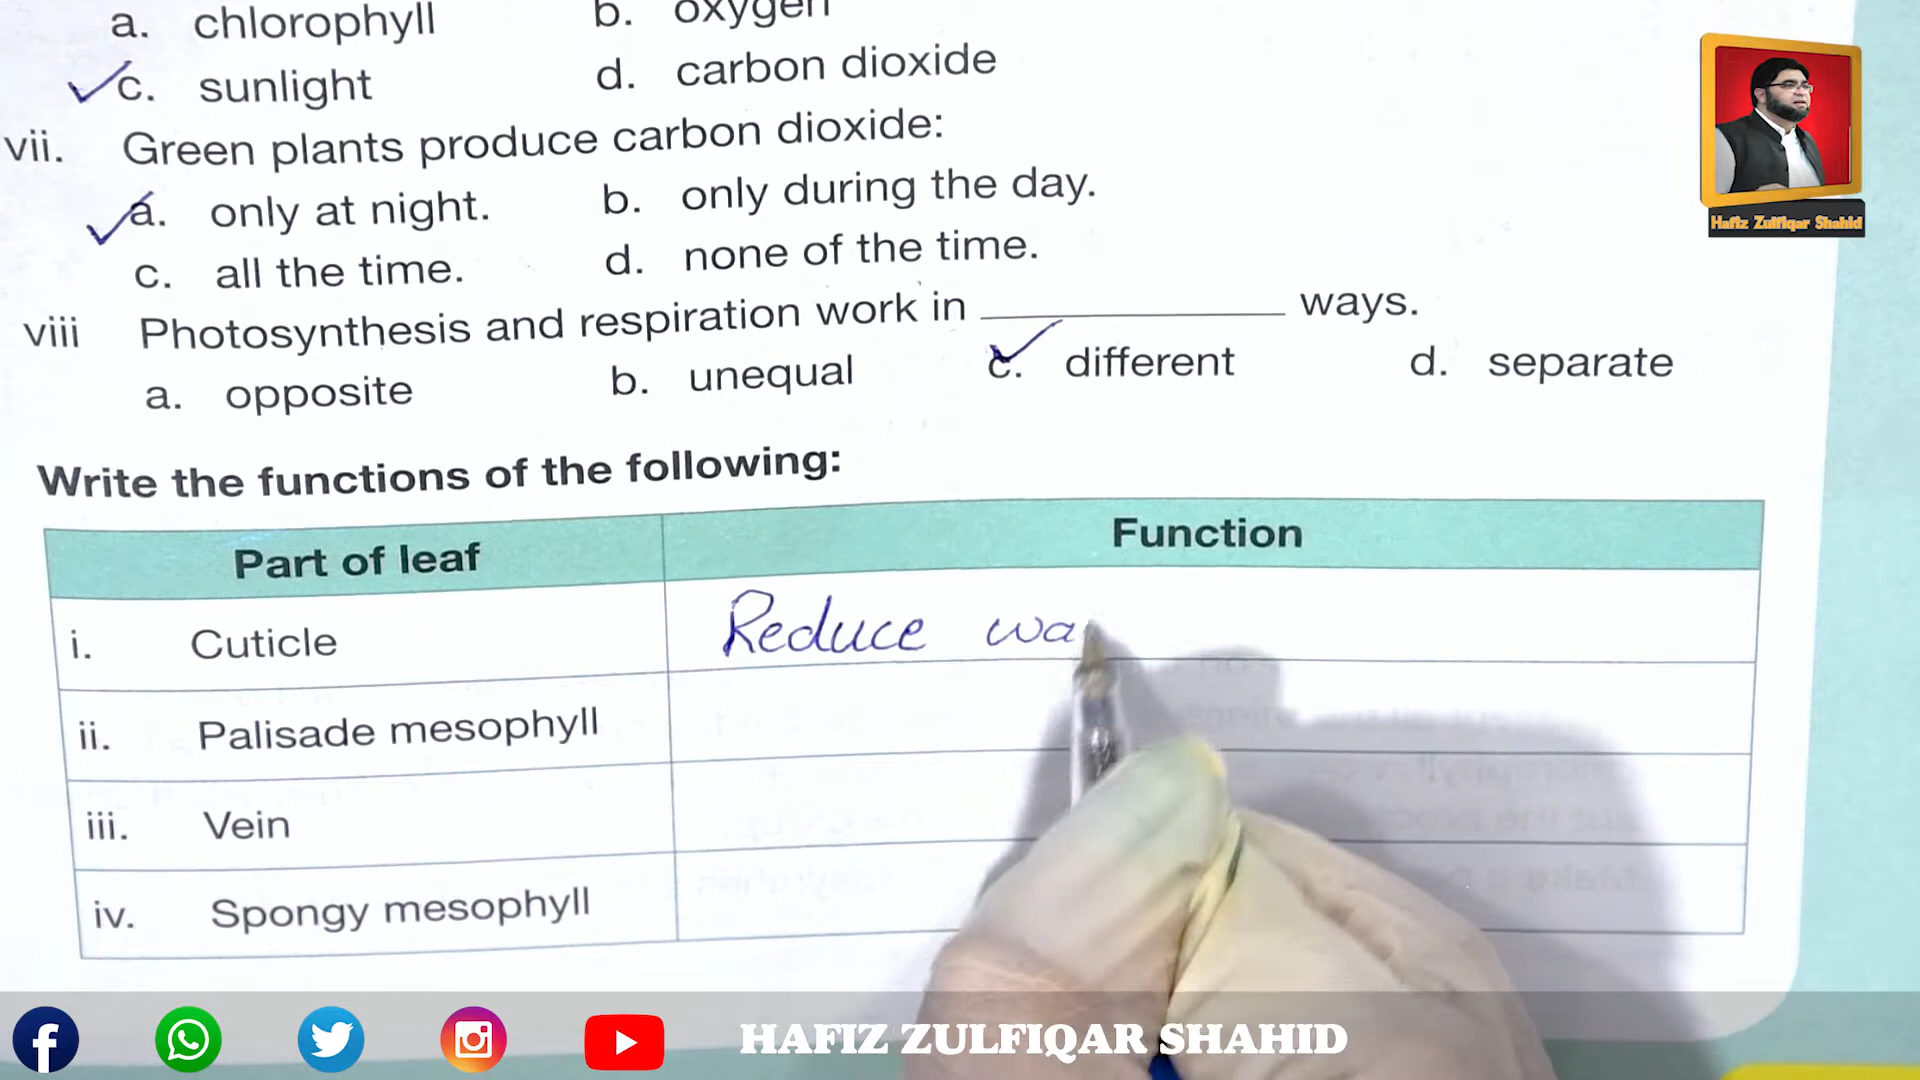 a. chlorophyll b. oxygen
c. sunlight d. carbon dioxide
vii. Green plants produce carbon dioxide:
a. only at night. b. only during the day.
c. all the time. d. none of the time.
viii Photosynthesis and respiration work in ____________ ways.
a. opposite b. unequal c. different d. separate
Write the functions of the following:
Part of leaf Function
i. Cuticle Reduce wa
ii. Palisade mesophyll
iii. Vein
iv. Spongy mesophyll
Hafiz Zulfiqar Shahid
HAFIZ ZULFIQAR SHAHID